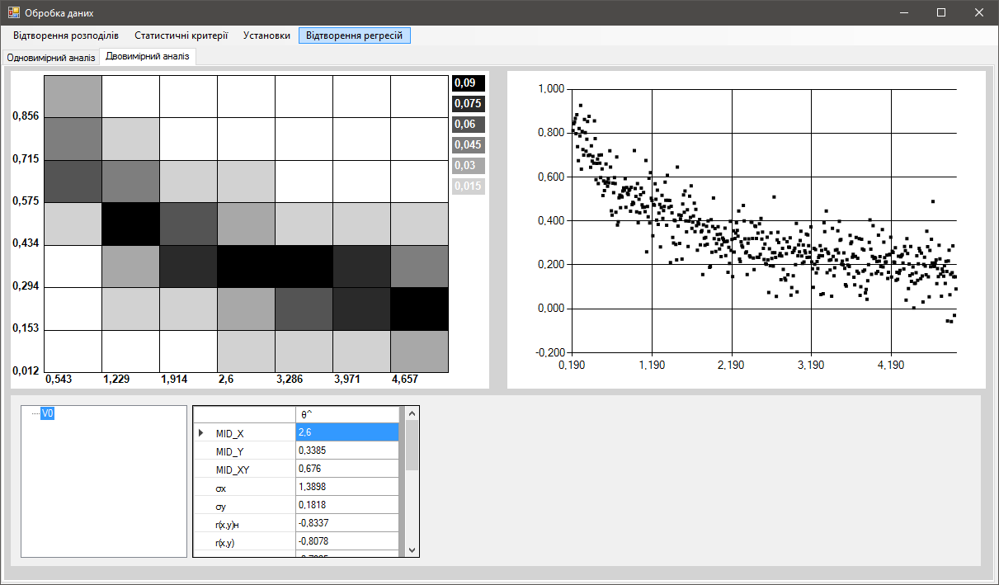 Обробка даних
Відтворення розподілів Статистичні критерії Установки Відтворення регресій
Одновимірний аналіз Двовимірний аналіз
0,856
0,715
0,575
0,434
0,294
0,153
0,012
0,543 1,229 1,914 2,6 3,286 3,971 4,657
0,09
0,075
0,06
0,045
0,03
0,015
1,000
0,800
0,600
0,400
0,200
0,000
-0,200
0,190 1,190 2,190 3,190 4,190
V0
θ^
MID_X 2,6
MID_Y 0,3385
MID_XY 0,676
σx 1,3898
σy 0,1818
r(x,y)н -0,8337
r(x,y) -0,8078